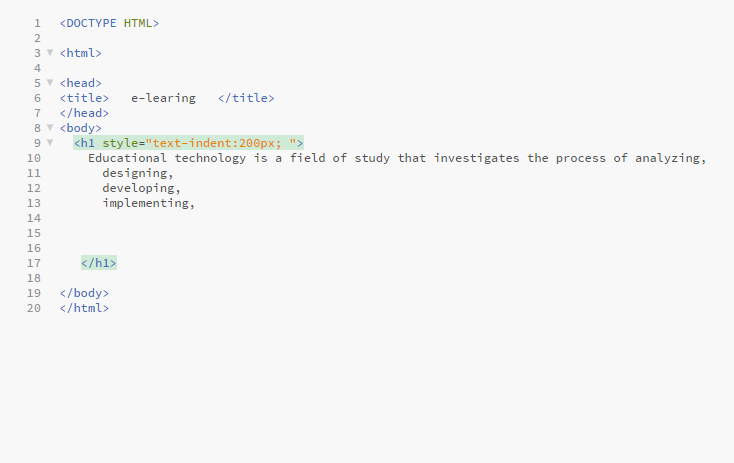 1 <DOCTYPE HTML>
2
3 <html>
4
5 <head>
6 <title>   e-learing   </title>
7 </head>
8 <body>
9   <h1 style="text-indent:200px; ">
10     Educational technology is a field of study that investigates the process of analyzing,
11       designing,
12       developing,
13       implementing,
14
15
16
17    </h1>
18
19 </body>
20 </html>